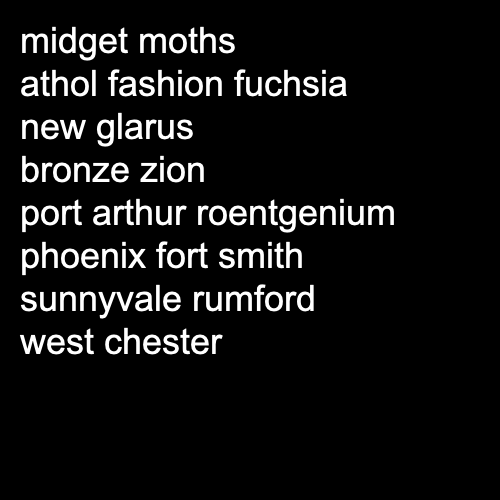 midget moths
athol fashion fuchsia
new glarus
bronze zion
port arthur roentgenium
phoenix fort smith
sunnyvale rumford
west chester